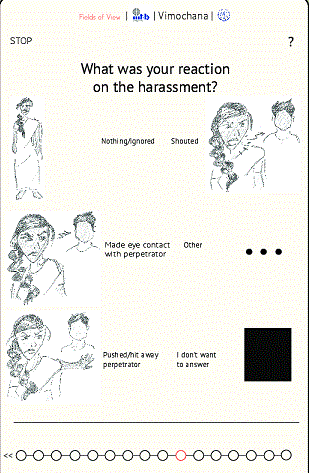 Fields of View | iiitb | Vimochana |
STOP
?
What was your reaction
on the harassment?
Nothing/ignored
Shouted
Made eye contact
with perpetrator
Other
Pushed/hit away
perpetrator
I don't want
to answer
<<